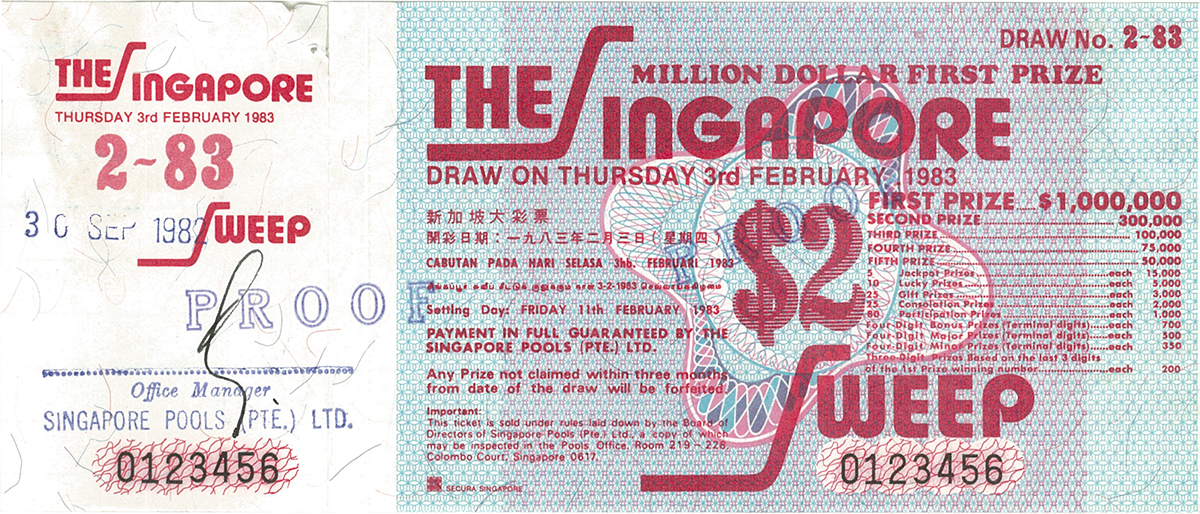 THE SINGAPORE
THURSDAY 3rd FEBRUARY 1983
2~83
30 SEP 1982
SWEEP
PROOF
Office Manager
SINGAPORE POOLS (PTE.) LTD.
0123456
DRAW No. 2~83
MILLION DOLLAR FIRST PRIZE
THE SINGAPORE
DRAW ON THURSDAY 3rd FEBRUARY, 1983
新加坡大彩票
開彩日期:一九八三年二月三日(星期四)
CABUTAN PADA HARI SELASA 3hb. FEBRUARI 1983
சிங்கப்பூர் சுவீப் சீட்டுக் குலுக்கும் நாள் 3-2-1983 செவ்வாய்க்கிழமை
Setting Day: FRIDAY 11th FEBRUARY 1983
PAYMENT IN FULL GUARANTEED BY THE
SINGAPORE POOLS (PTE.) LTD.
Any Prize not claimed within three months
from date of the draw will be forfeited.
Important:
This ticket is sold under rules laid down by the Board of
Directors of Singapore Pools (Pte.) Ltd., a copy of which
may be inspected in the Pools Office, Room 219 - 228,
Colombo Court, Singapore 0617.
SECURA SINGAPORE
$2
FIRST PRIZE $1,000,000
SECOND PRIZE 300,000
THIRD PRIZE 100,000
FOURTH PRIZE 75,000
FIFTH PRIZE 50,000
5 Jackpot Prizes each 15,000
10 Lucky Prizes each 5,000
25 Gift Prizes each 3,000
25 Consolation Prizes each 2,000
80 Participation Prizes each 1,000
Four-Digit Bonus Prizes (Terminal digits) each 700
Four-Digit Major Prizes (Terminal digits) each 500
Four-Digit Minor Prizes (Terminal digits) each 350
Three-Digit Prizes Based on the last 3 digits
of the 1st Prize winning number each 200
SWEEP
0123456